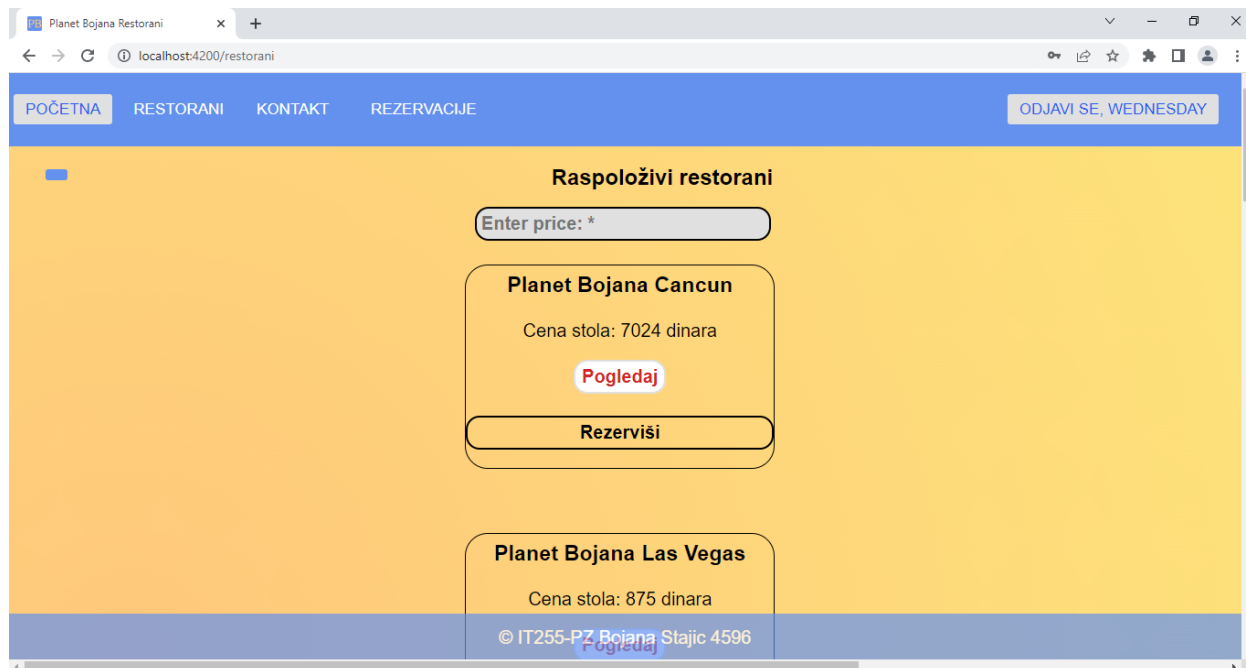 PB Planet Bojana Restorani
localhost:4200/restorani
POČETNA RESTORANI KONTAKT REZERVACIJE ODJAVI SE, WEDNESDAY
Raspoloživi restorani
Enter price: *
Planet Bojana Cancun
Cena stola: 7024 dinara
Pogledaj
Rezerviši
Planet Bojana Las Vegas
Cena stola: 875 dinara
© IT255-PZ Bojana Stajic 4596
Pogledaj